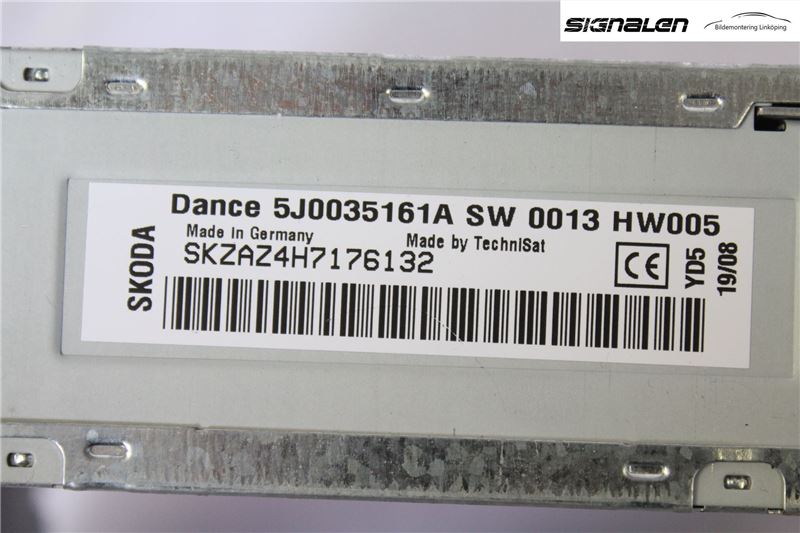 SIGNALEN
Bildemontering Linköping
Dance 5J0035161A SW 0013 HW005
Made in Germany
Made by TechniSat
SKZAZ4H7176132
SKODA
CE
YD5
19/08